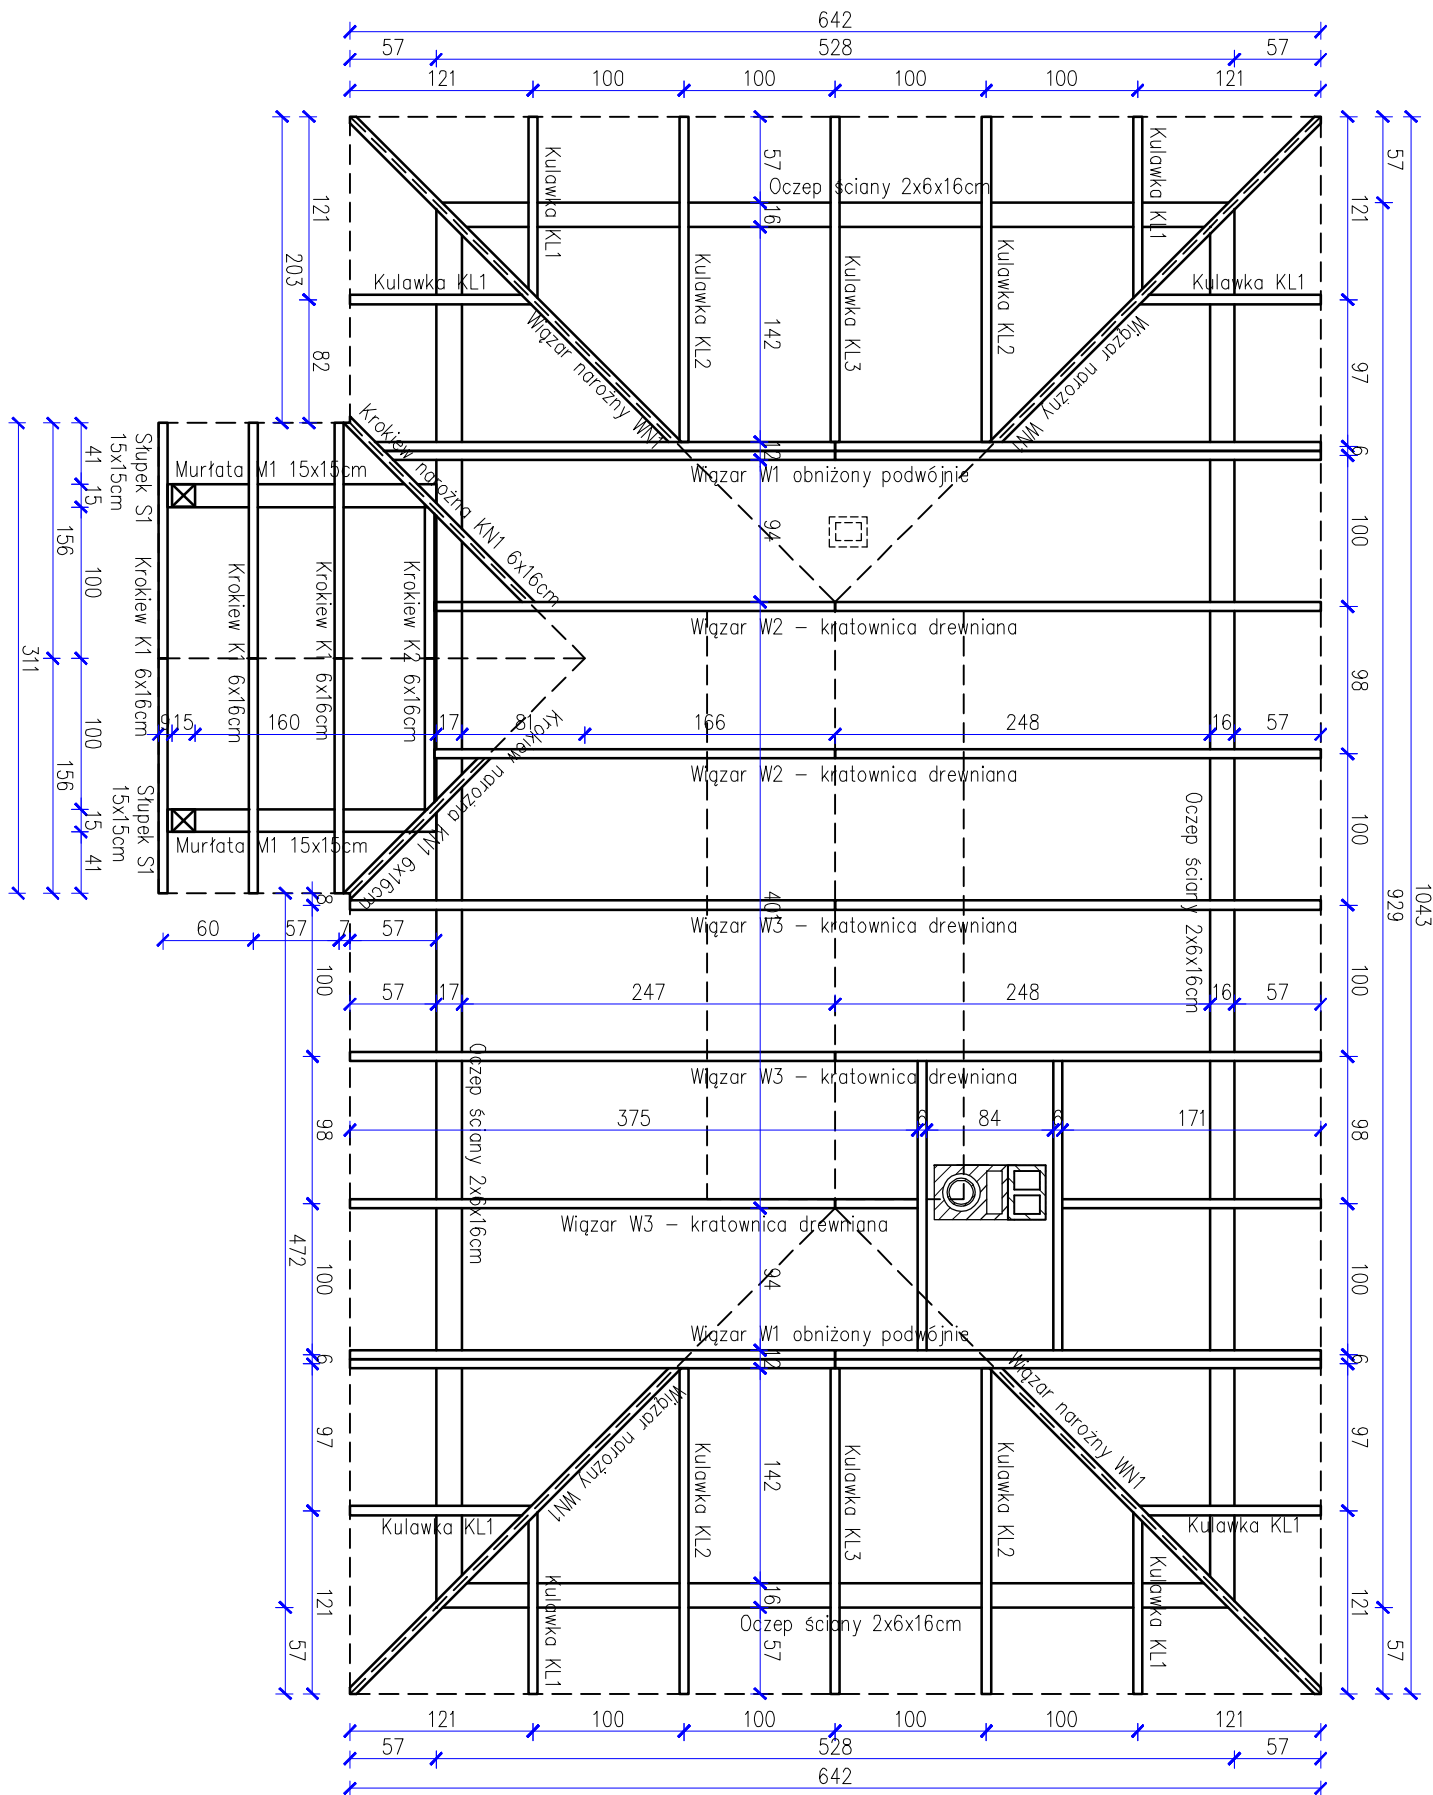 642
57
528
57
121
100
100
100
100
121
57
Oczep ściany 2x6x16cm
16
142
12
94
401
94
12
142
16
57
Kulawka KL1
Kulawka KL1
Kulawka KL1
Kulawka KL1
Kulawka KL2
Kulawka KL3
Kulawka KL2
Wiązar narożny WN1
Wiązar narożny WN1
121
203
82
57
121
97
6
100
98
100
100
98
100
6
97
121
57
929
1043
Krokiew narożna KN1 6x16cm
Wiązar W1 obniżony podwójnie
Słupek S1
15x15cm
Murłata M1 15x15cm
41
15
100
100
15
41
156
156
311
Krokiew K1 6x16cm
Krokiew K1 6x16cm
Krokiew K1 6x16cm
Krokiew K2 6x16cm
Wiązar W2 – kratownica drewniana
9
15
160
17
81
166
248
16
57
Krokiew narożna KN1 6x16cm
Wiązar W2 – kratownica drewniana
Słupek S1
15x15cm
Murłata M1 15x15cm
Oczep ściany 2x6x16cm
8
Wiązar W3 – kratownica drewniana
60
57
7
57
100
57
17
247
248
16
57
Oczep ściany 2x6x16cm
Wiązar W3 – kratownica drewniana
375
6
84
6
171
98
Wiązar W3 – kratownica drewniana
472
100
Wiązar W1 obniżony podwójnie
6
97
Wiązar narożny WN1
Wiązar narożny WN1
Kulawka KL2
Kulawka KL3
Kulawka KL2
Kulawka KL1
Kulawka KL1
Kulawka KL1
Kulawka KL1
121
57
Oczep ściany 2x6x16cm
121
100
100
100
100
121
57
528
57
642